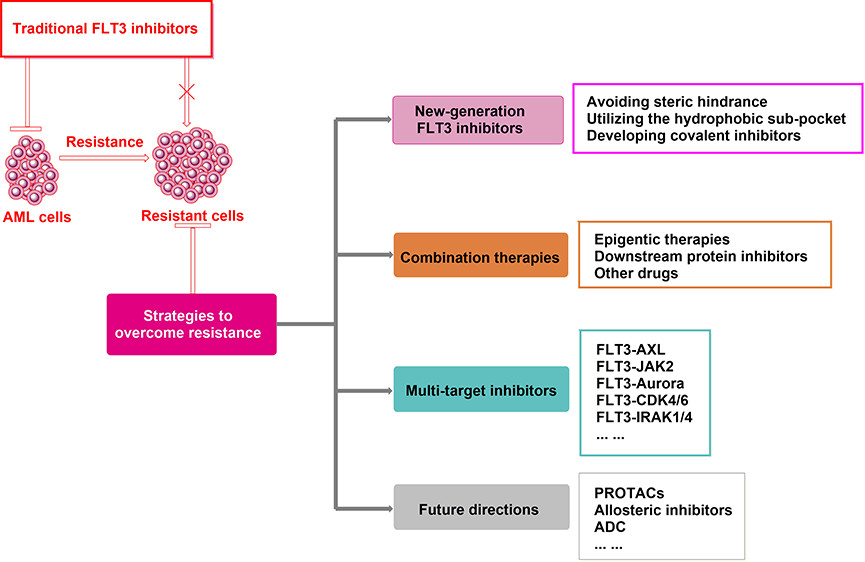 Traditional FLT3 inhibitors
Resistance
AML cells
Resistant cells
Strategies to
overcome resistance
New-generation
FLT3 inhibitors
Avoiding steric hindrance
Utilizing the hydrophobic sub-pocket
Developing covalent inhibitors
Combination therapies
Epigentic therapies
Downstream protein inhibitors
Other drugs
Multi-target inhibitors
FLT3-AXL
FLT3-JAK2
FLT3-Aurora
FLT3-CDK4/6
FLT3-IRAK1/4
... ...
Future directions
PROTACs
Allosteric inhibitors
ADC
... ...